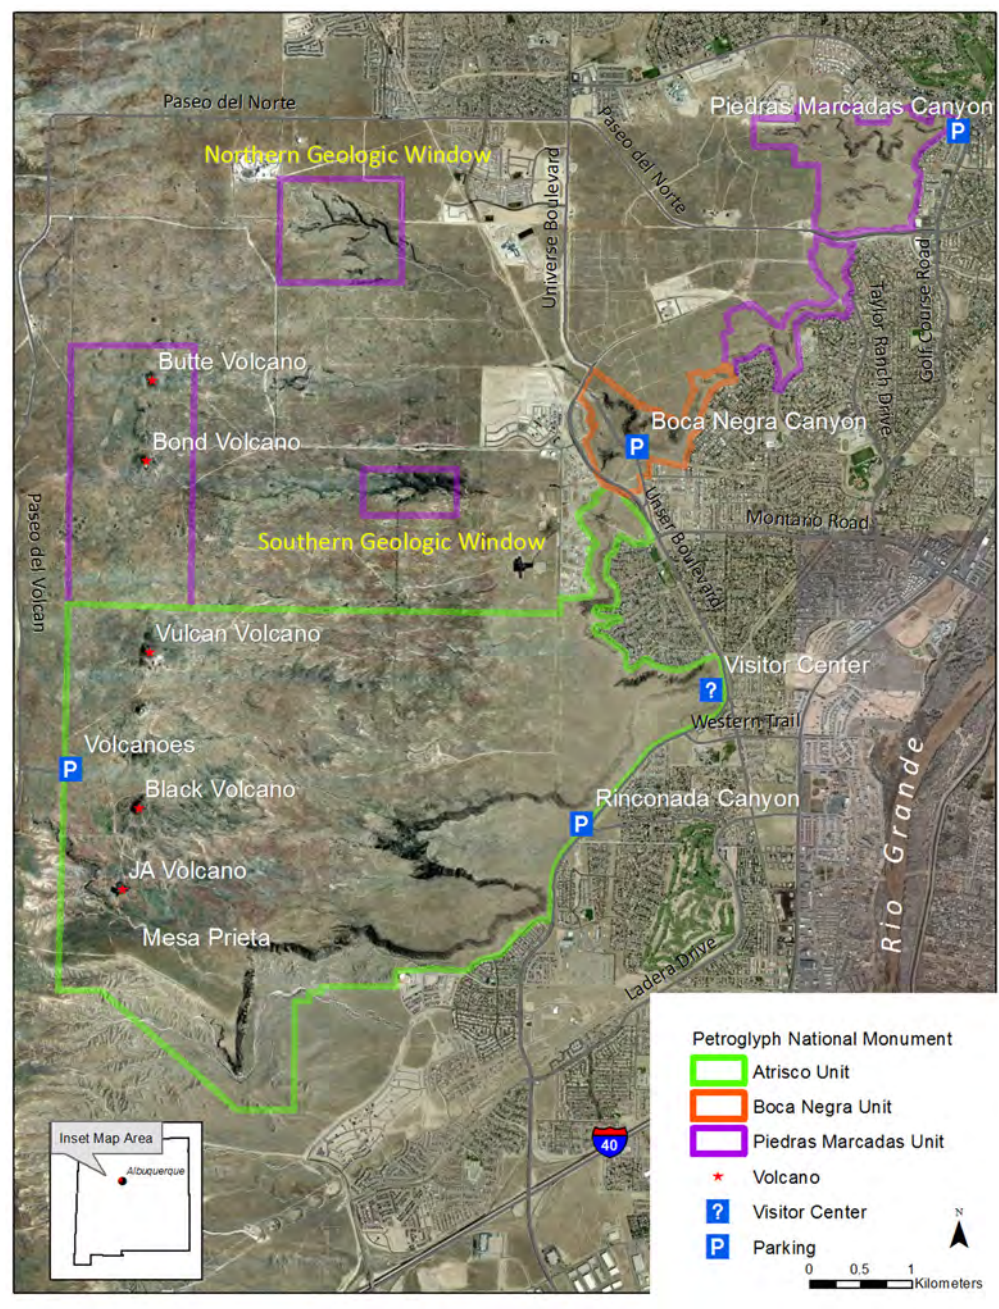 Paseo del Norte
Piedras Marcadas Canyon
P
Paseo del Norte
Northern Geologic Window
Universe Boulevard
Golf Course Road
Taylor Ranch Drive
Butte Volcano
Boca Negra Canyon
P
Bond Volcano
Paseo del Volcan
Unser Boulevard
Montano Road
Southern Geologic Window
Vulcan Volcano
Visitor Center
?
Western Trail
Volcanoes
P
Black Volcano
Rinconada Canyon
P
Rio Grande
JA Volcano
Mesa Prieta
Ladera Drive
Petroglyph National Monument
Atrisco Unit
Boca Negra Unit
Piedras Marcadas Unit
Volcano
? Visitor Center
P Parking
40
Inset Map Area
Albuquerque
N
0 0.5 1
Kilometers